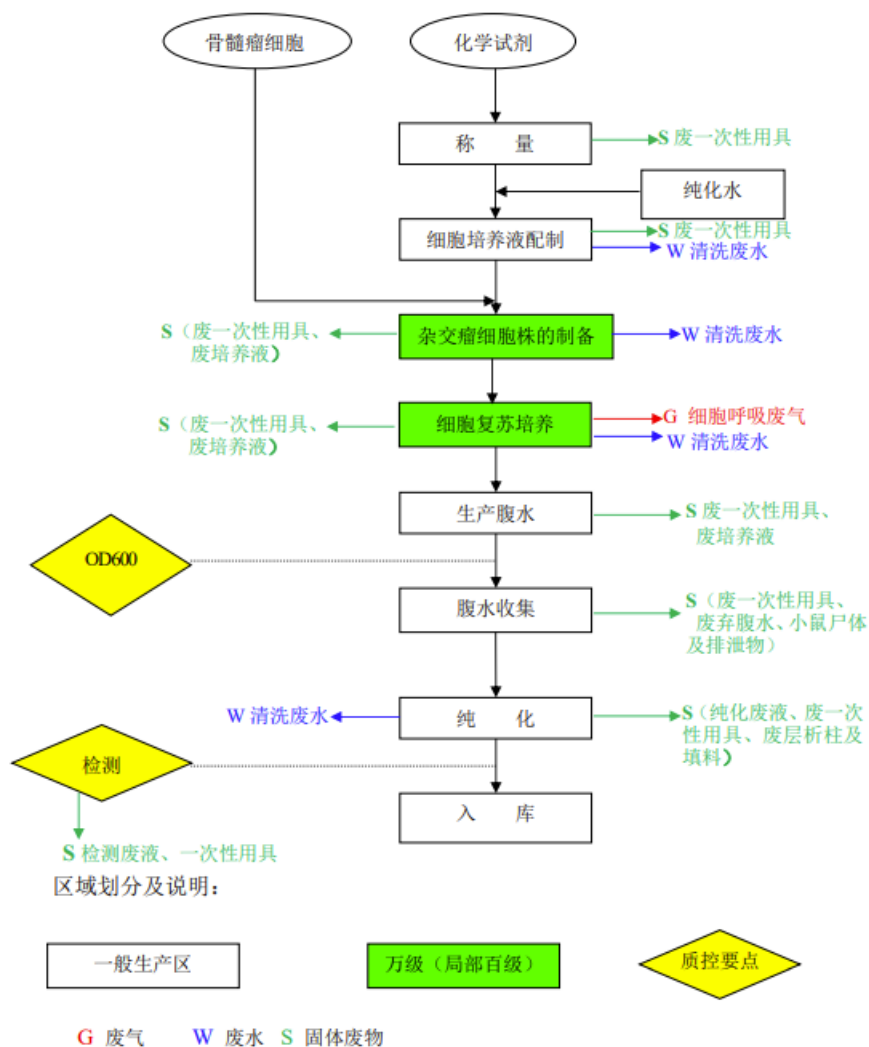 骨髓瘤细胞
化学试剂
称 量
S 废一次性用具
纯化水
细胞培养液配制
S 废一次性用具
W 清洗废水
S（废一次性用具、
废培养液）
杂交瘤细胞株的制备
W 清洗废水
S（废一次性用具、
废培养液）
细胞复苏培养
G 细胞呼吸废气
W 清洗废水
生产腹水
S 废一次性用具、
废培养液
OD600
腹水收集
S（废一次性用具、
废弃腹水、小鼠尸体
及排泄物）
W 清洗废水
纯 化
S（纯化废液、废一次
性用具、废层析柱及
填料）
检测
入 库
S 检测废液、一次性用具
区域划分及说明：
一般生产区
万级（局部百级）
质控要点
G 废气 W 废水 S 固体废物